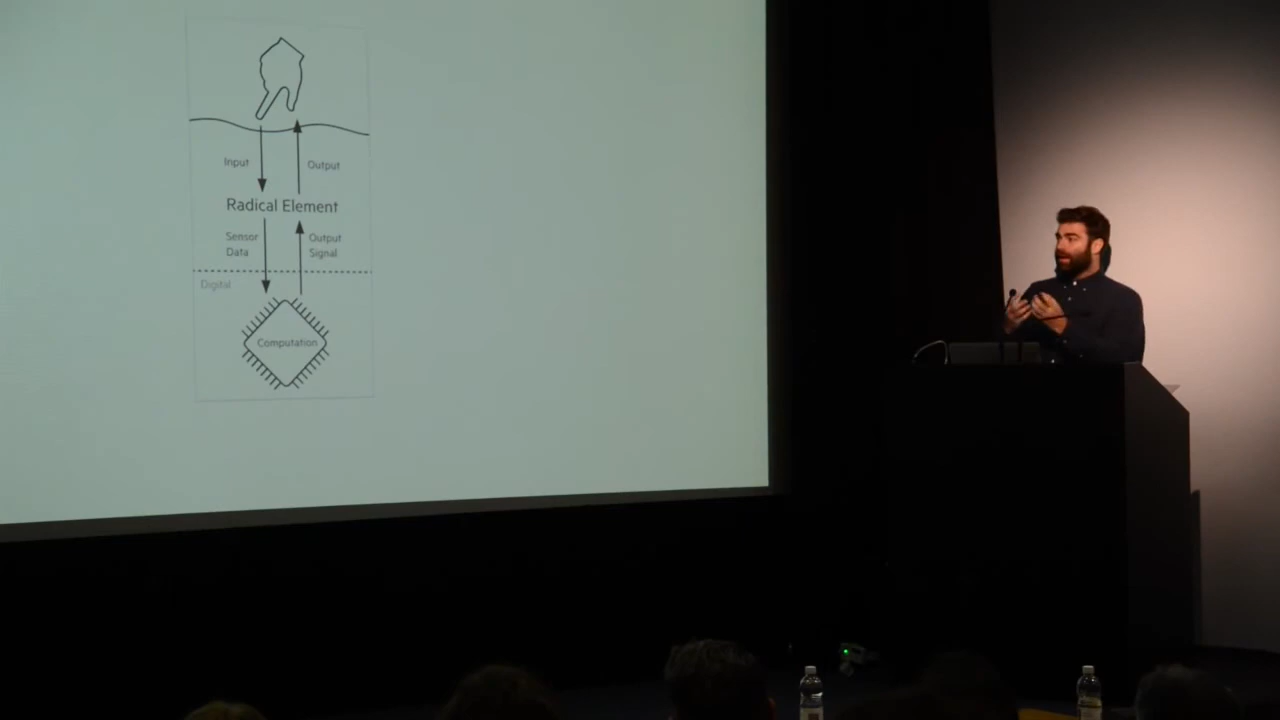 Input
Output
Radical Element
Sensor
Data
Output
Signal
Digital
Computation